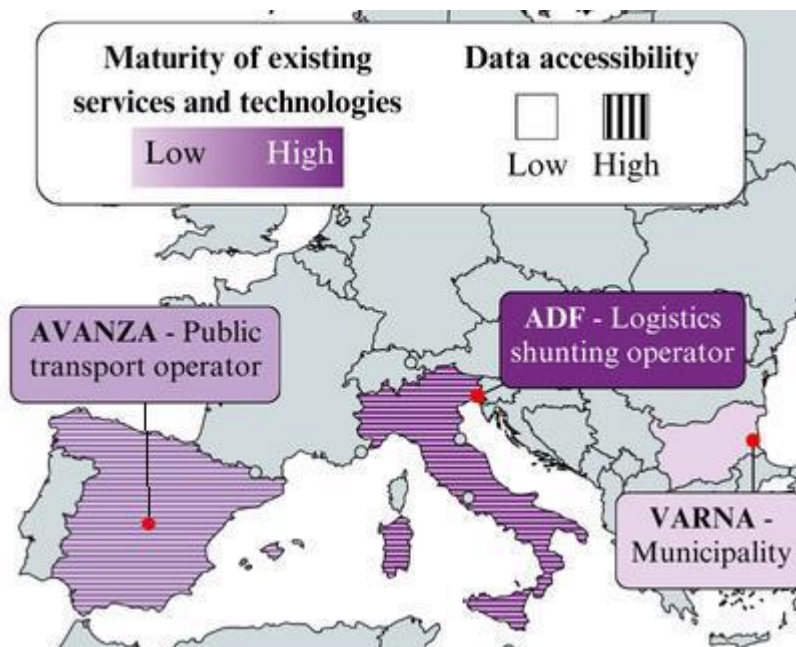 Maturity of existing
services and technologies
Low High
Data accessibility
Low High
AVANZA - Public
transport operator
ADF - Logistics
shunting operator
VARNA -
Municipality